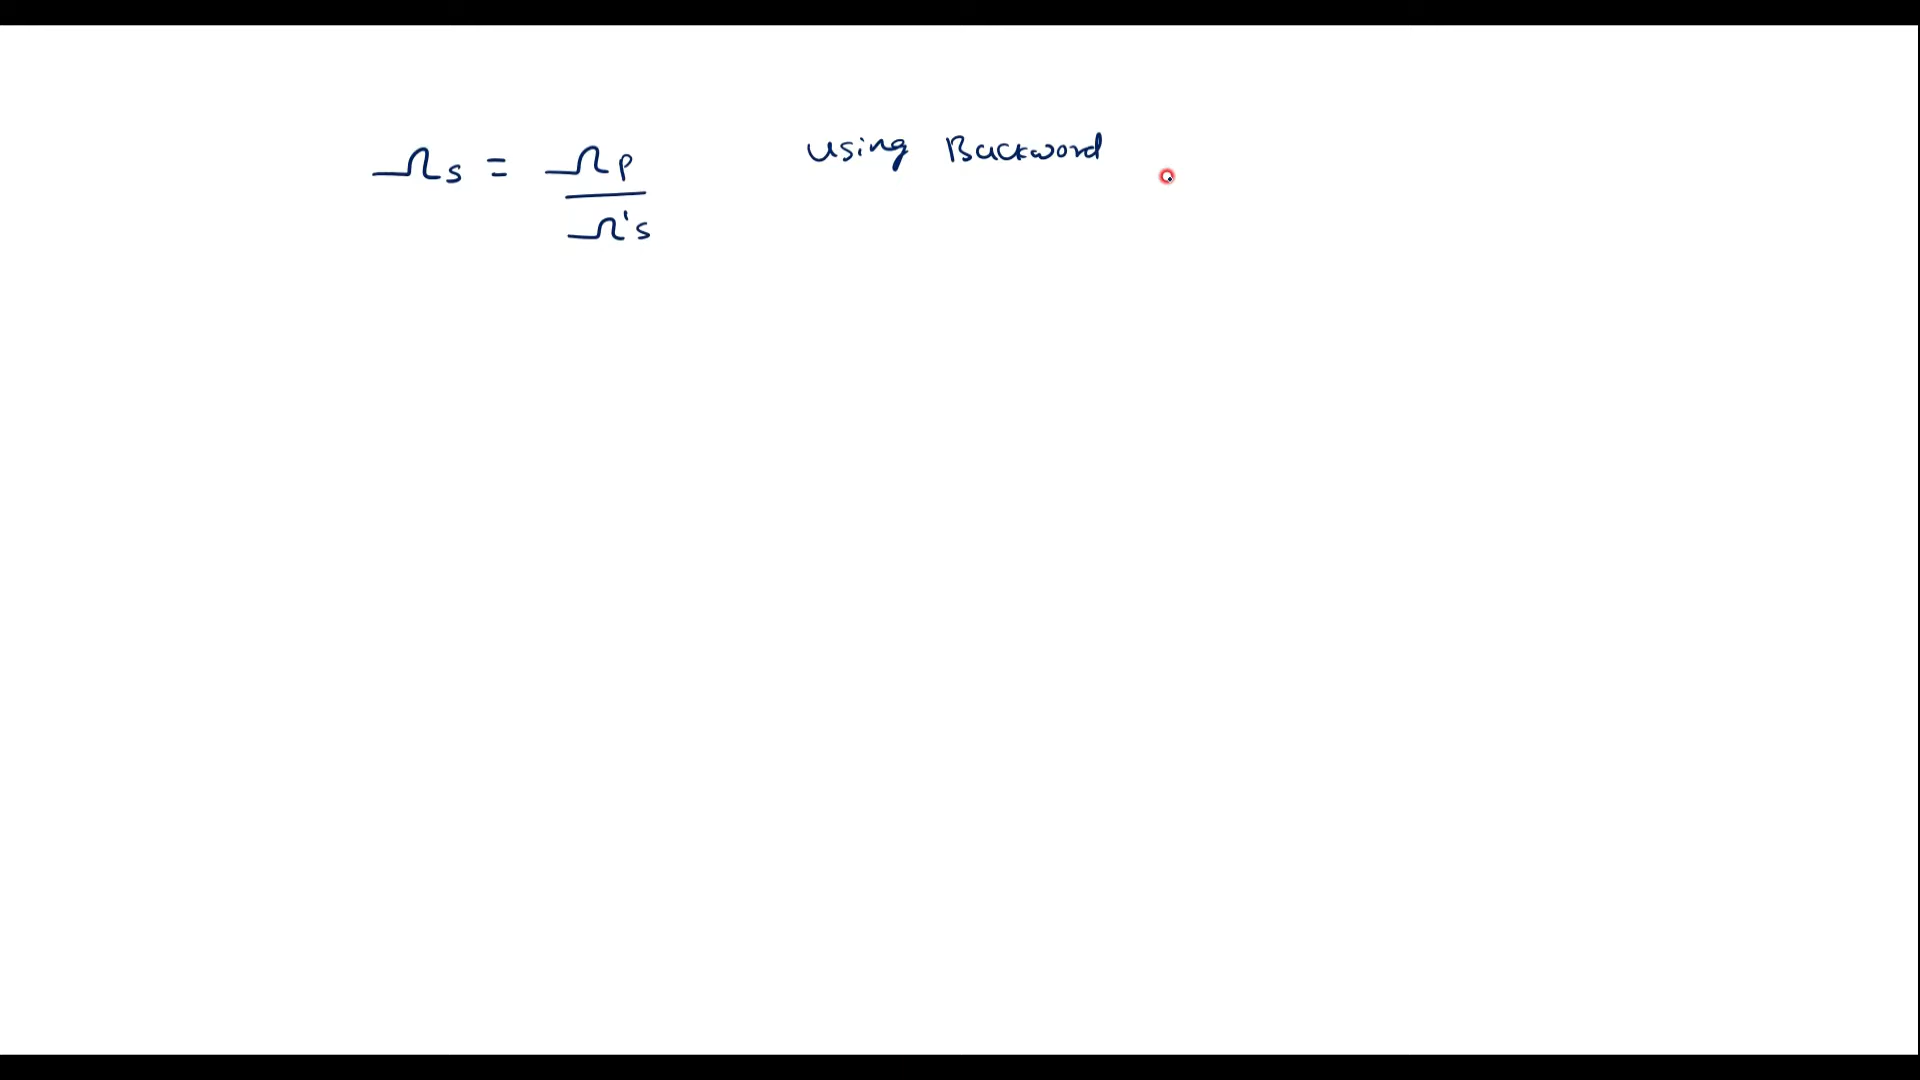 Ωs = Ωp / Ω's using Backword